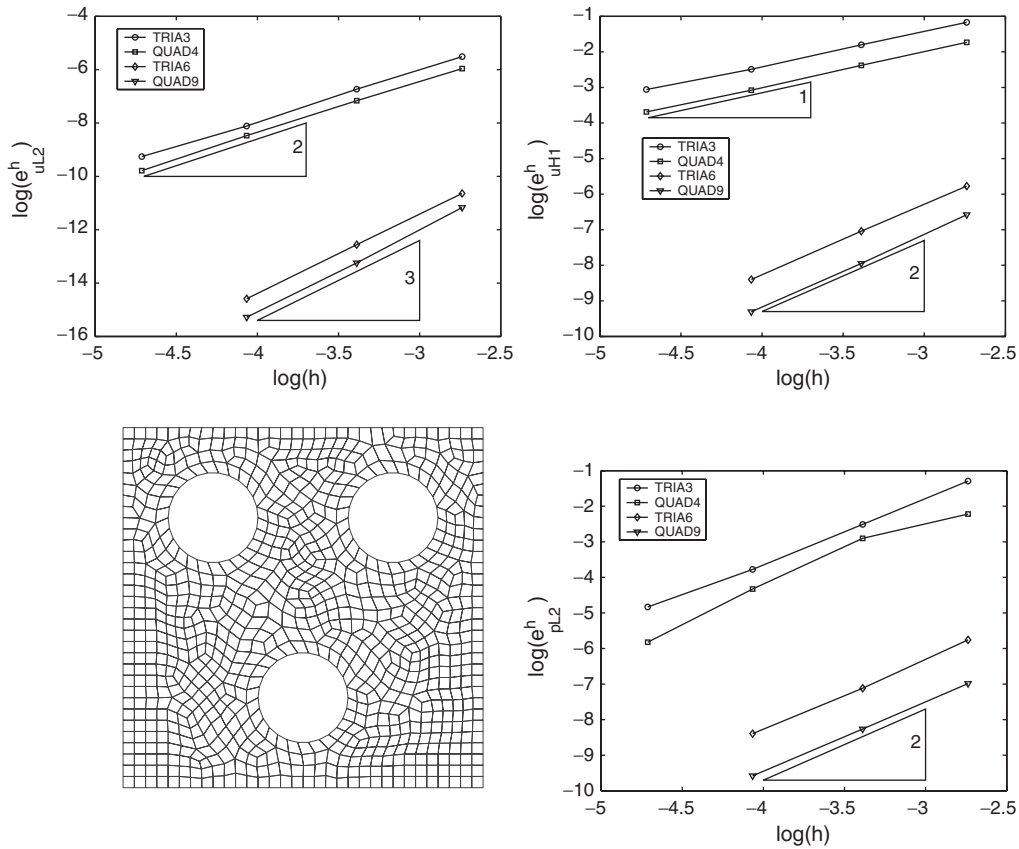 −4
−6
−8
−10
−12
−14
−16
log(e^h_uL2)
TRIA3
QUAD4
TRIA6
QUAD9
2
3
−5
−4.5
−4
−3.5
−3
−2.5
log(h)
−1
−2
−3
−4
−5
−6
−7
−8
−9
−10
log(e^h_uH1)
1
TRIA3
QUAD4
TRIA6
QUAD9
2
−5
−4.5
−4
−3.5
−3
−2.5
log(h)
−1
−2
−3
−4
−5
−6
−7
−8
−9
−10
log(e^h_pL2)
TRIA3
QUAD4
TRIA6
QUAD9
2
−5
−4.5
−4
−3.5
−3
−2.5
log(h)